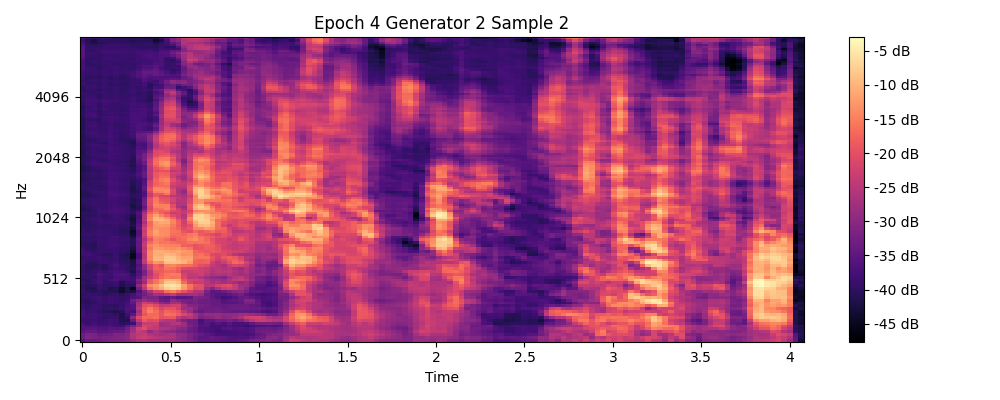 Epoch 4 Generator 2 Sample 2
Hz
4096
2048
1024
512
0
0 0.5 1 1.5 2 2.5 3 3.5 4
Time
-5 dB
-10 dB
-15 dB
-20 dB
-25 dB
-30 dB
-35 dB
-40 dB
-45 dB